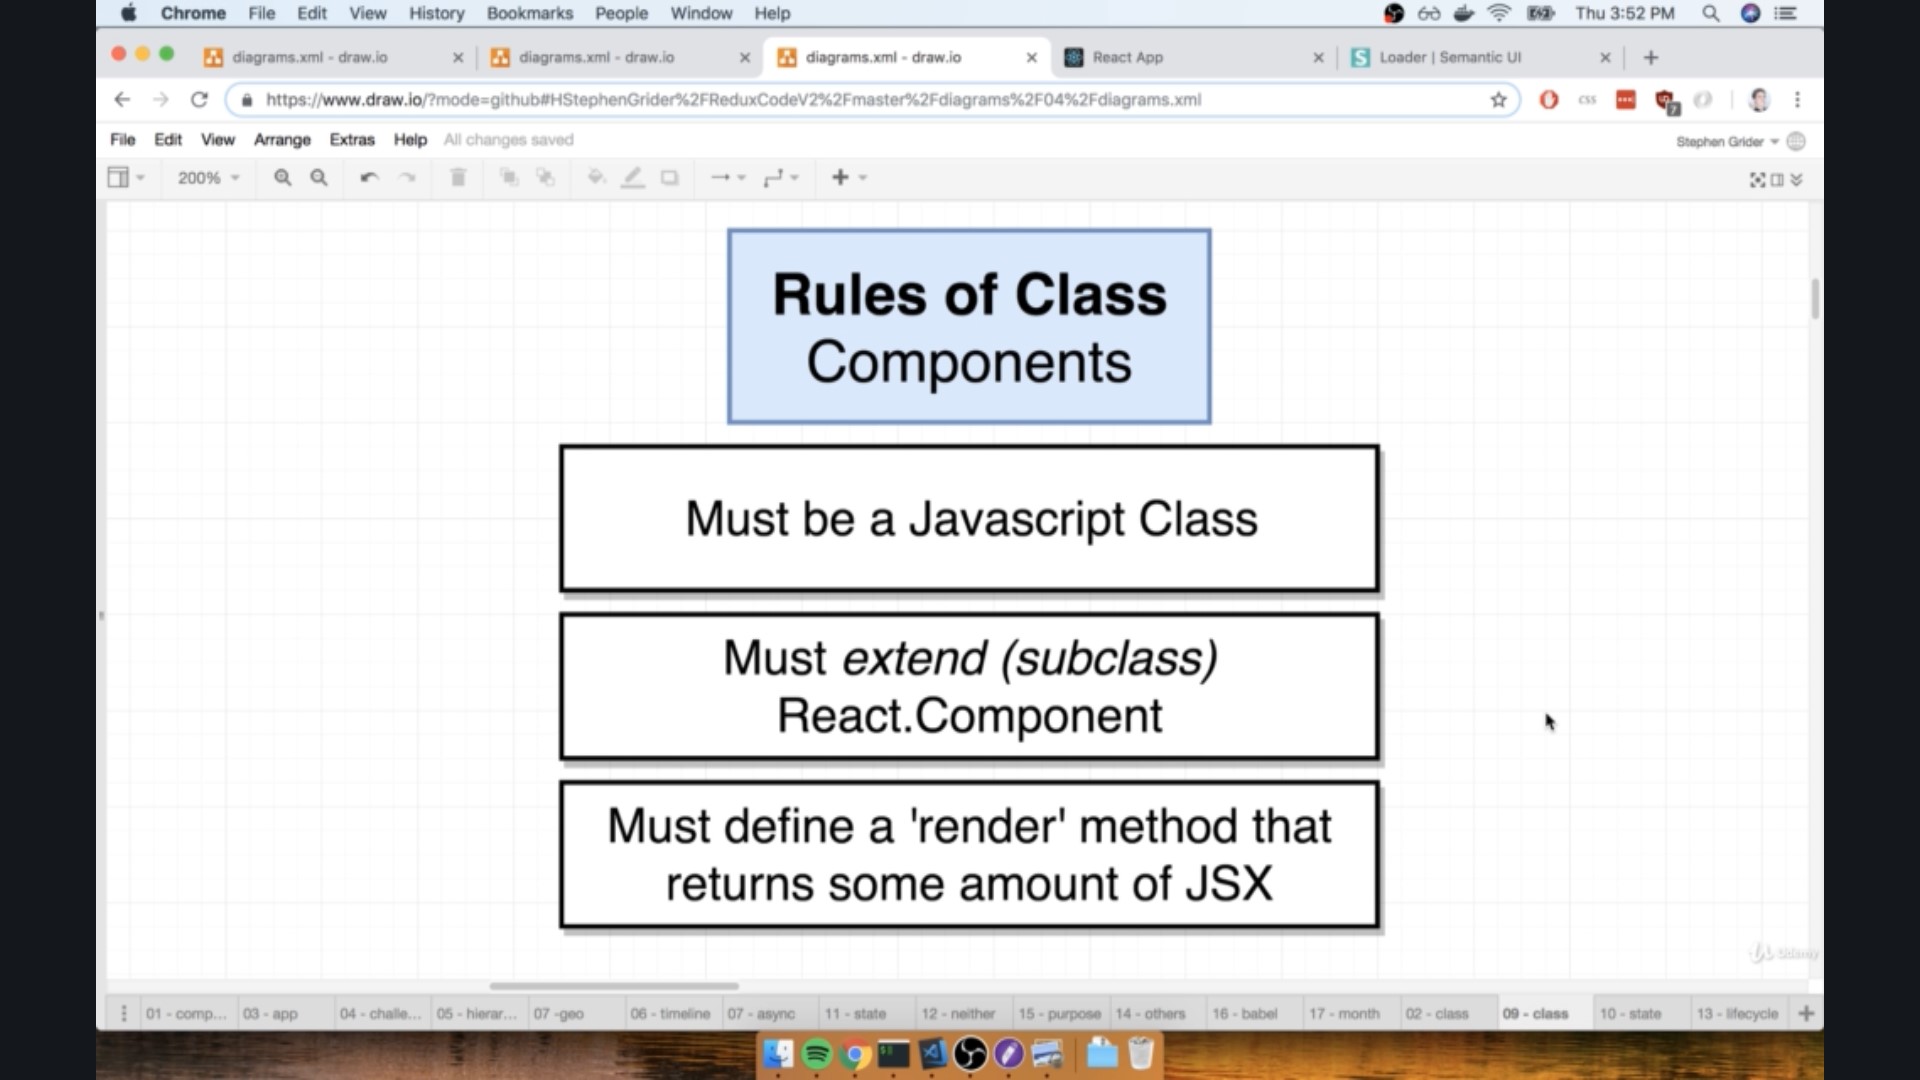 Chrome File Edit View History Bookmarks People Window Help Thu 3:52 PM
diagrams.xml - draw.io diagrams.xml - draw.io diagrams.xml - draw.io React App Loader | Semantic UI
https://www.draw.io/?mode=github#HStephenGrider%2FReduxCodeV2%2Fmaster%2Fdiagrams%2F04%2Fdiagrams.xml CSS 7
File Edit View Arrange Extras Help All changes saved Stephen Grider
200%
Rules of Class
Components
Must be a Javascript Class
Must extend (subclass)
React.Component
Must define a 'render' method that
returns some amount of JSX
Udemy
01 - comp... 03 - app 04 - challe... 05 - hierar... 07 -geo 06 - timeline 07 - async 11 - state 12 - neither 15 - purpose 14 - others 16 - babel 17 - month 02 - class 09 - class 10 - state 13 - lifecycle